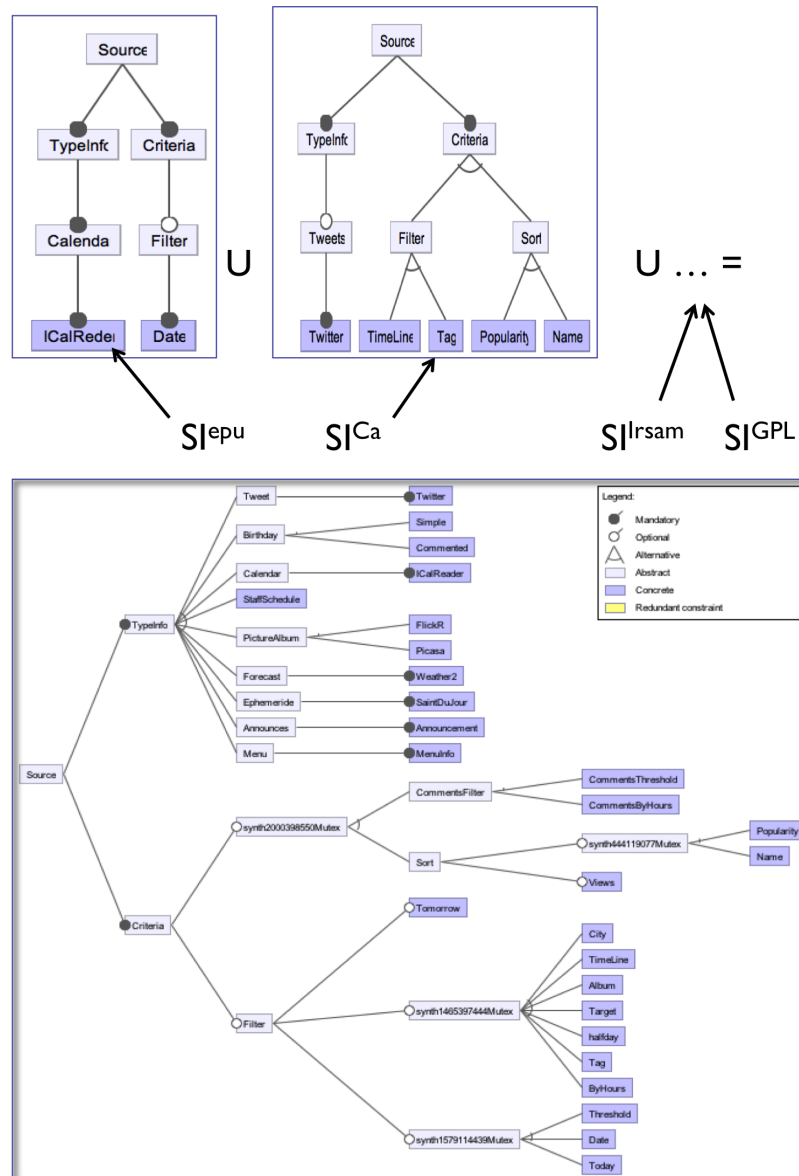 Source
TypeInfo
Criteria
Calenda
Filter
ICalReder
Date
U
Source
TypeInfo
Criteria
Tweets
Filter
Sort
Twitter
TimeLine
Tag
Popularity
Name
U ... =
SIepu
SICa
SIIrsam
SIGPL
Legend:
Mandatory
Optional
Alternative
Abstract
Concrete
Redundant constraint
Source
TypeInfo
Tweet
Twitter
Birthday
Simple
Commented
Calendar
ICalReader
StaffSchedule
PictureAlbum
FlickR
Picasa
Forecast
Weather2
Ephemeride
SaintDuJour
Announces
Announcement
Menu
MenuInfo
Criteria
synth2000398550Mutex
CommentsFilter
CommentsThreshold
CommentsByHours
Sort
synth444119077Mutex
Popularity
Name
Views
Filter
Tomorrow
synth1465397444Mutex
City
TimeLine
Album
Target
halfday
Tag
ByHours
synth1579114439Mutex
Threshold
Date
Today